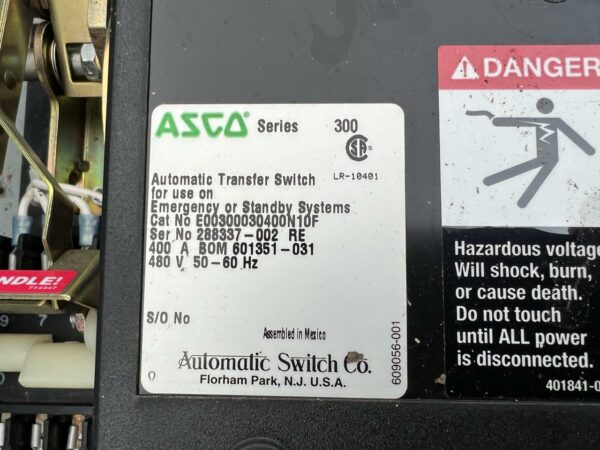 ASCO® Series 300
LR-10401
Automatic Transfer Switch
for use on
Emergency or Standby Systems
Cat No E00300030400N10F
Ser No 288337-002 RE
400 A BOM 601351-031
480 V 50-60 Hz
S/O No
Assembled in Mexico
Automatic Switch Co.
Florham Park, N.J. U.S.A.
609056-001
DANGER
Hazardous voltage
Will shock, burn,
or cause death.
Do not touch
until ALL power
is disconnected.
401841-0
NDLE!
9 7